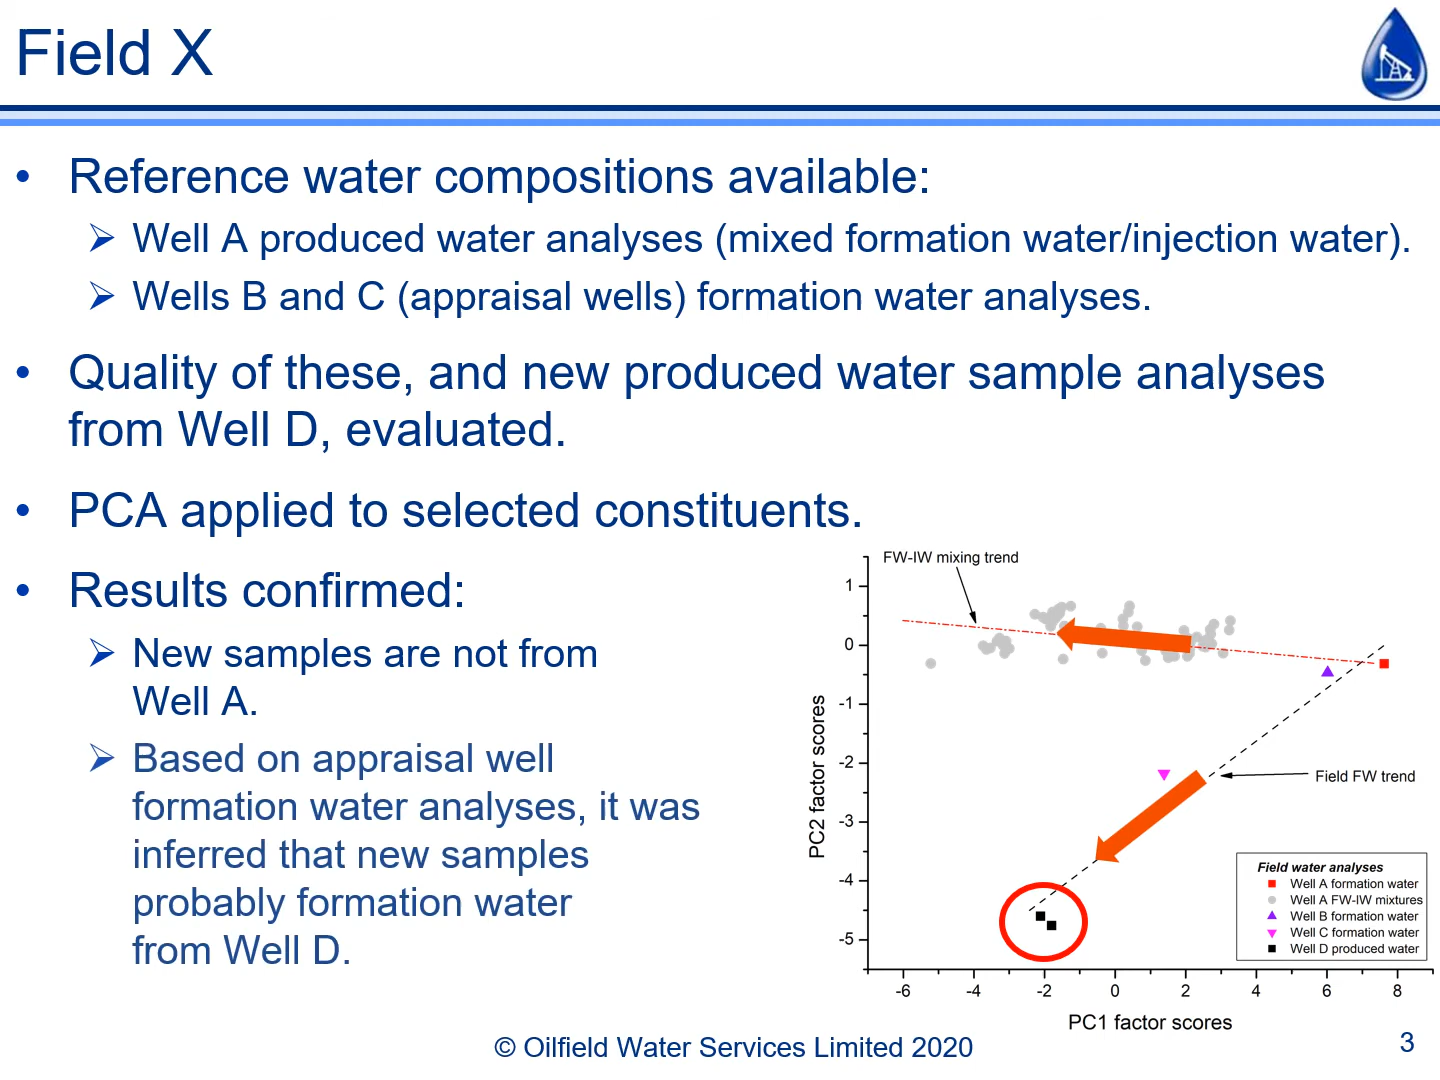 Field X
• Reference water compositions available:
➢ Well A produced water analyses (mixed formation water/injection water).
➢ Wells B and C (appraisal wells) formation water analyses.
• Quality of these, and new produced water sample analyses
from Well D, evaluated.
• PCA applied to selected constituents.
• Results confirmed:
➢ New samples are not from
Well A.
➢ Based on appraisal well
formation water analyses, it was
inferred that new samples
probably formation water
from Well D.
FW-IW mixing trend
1
0
-1
-2
-3
-4
-5
PC2 factor scores
Field FW trend
Field water analyses
Well A formation water
Well A FW-IW mixtures
Well B formation water
Well C formation water
Well D produced water
-6 -4 -2 0 2 4 6 8
PC1 factor scores
© Oilfield Water Services Limited 2020
3